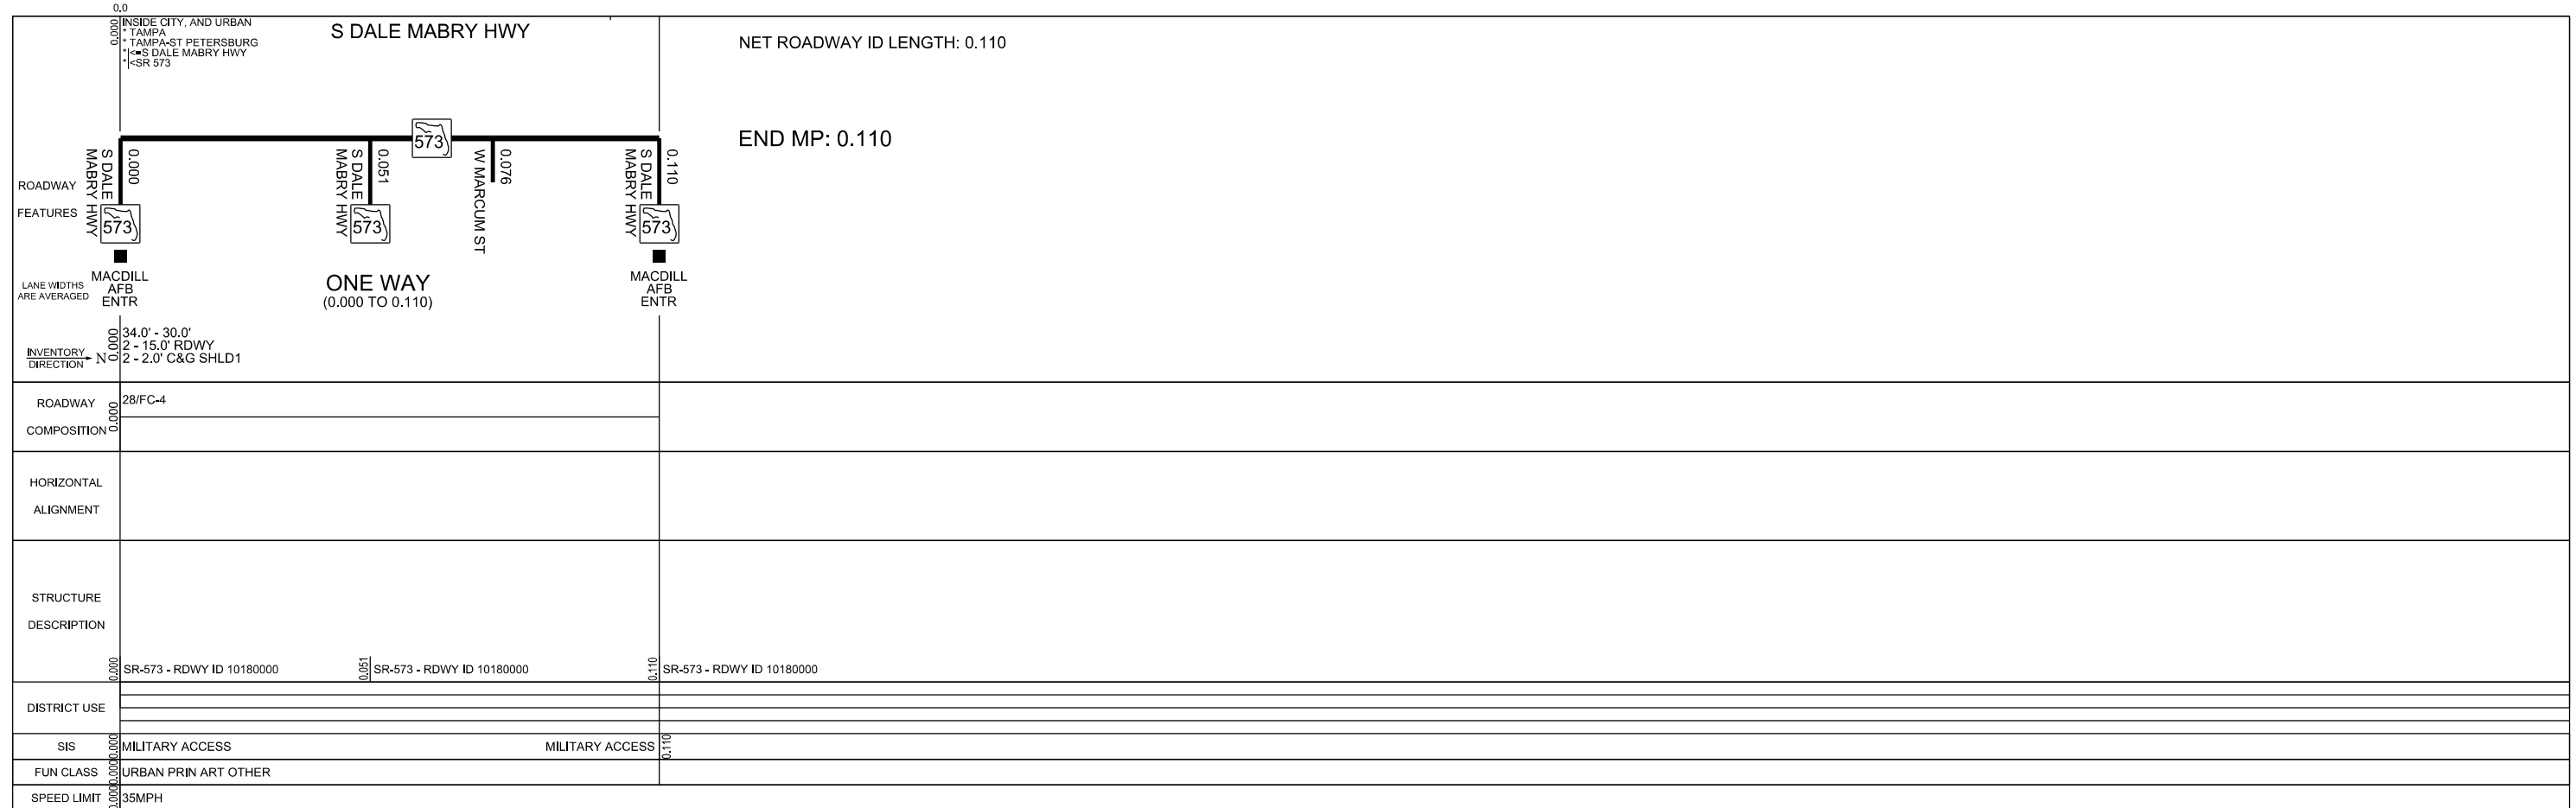 0.0
0.000
INSIDE CITY, AND URBAN
* TAMPA
* TAMPA-ST PETERSBURG
*|<=S DALE MABRY HWY
*|<SR 573
S DALE MABRY HWY
NET ROADWAY ID LENGTH: 0.110
END MP: 0.110
573
ROADWAY
FEATURES
S DALE
MABRY HWY
0.000
573
S DALE
MABRY HWY
0.051
573
W MARCUM ST
0.076
S DALE
MABRY HWY
0.110
573
LANE WIDTHS
ARE AVERAGED
MACDILL
AFB
ENTR
ONE WAY
(0.000 TO 0.110)
MACDILL
AFB
ENTR
INVENTORY
DIRECTION
N
0.000
34.0' - 30.0'
2 - 15.0' RDWY
2 - 2.0' C&G SHLD1
ROADWAY
COMPOSITION
0.000
28/FC-4
HORIZONTAL
ALIGNMENT
STRUCTURE
DESCRIPTION
0.000 SR-573 - RDWY ID 10180000
0.051 SR-573 - RDWY ID 10180000
0.110 SR-573 - RDWY ID 10180000
DISTRICT USE
SIS 0.000 MILITARY ACCESS MILITARY ACCESS 0.110
FUN CLASS 0.000 URBAN PRIN ART OTHER
SPEED LIMIT 0.000 35MPH